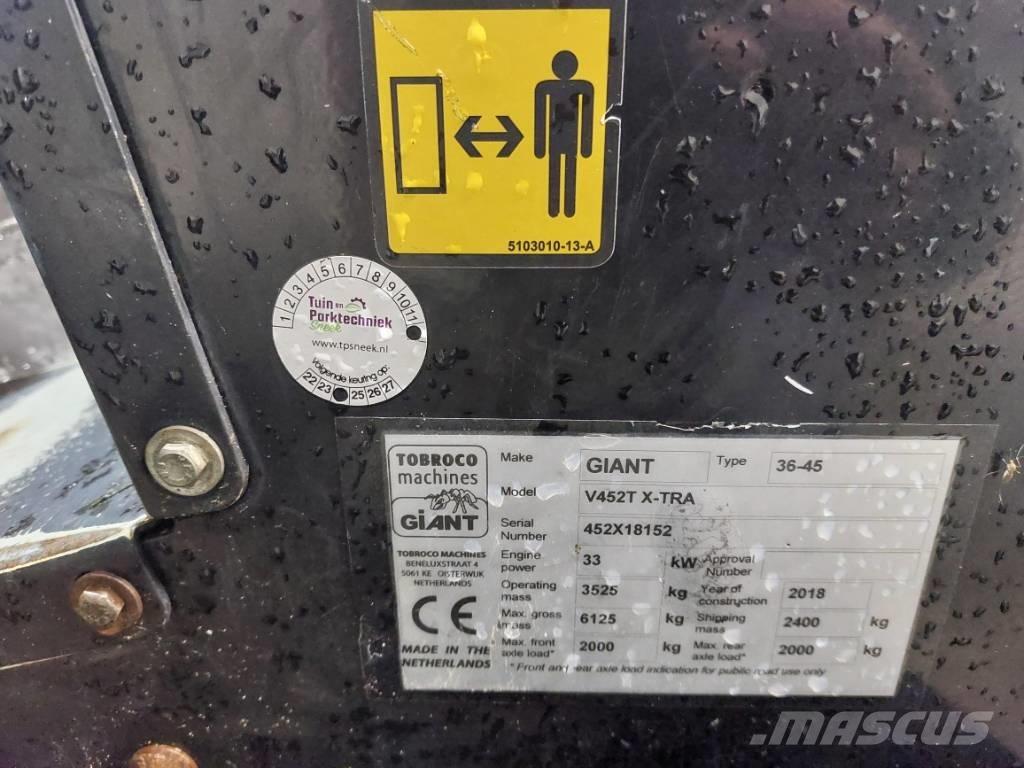 5103010-13-A
1 2 3 4 5 6 7 8 9 10 11
Tuin en
Parktechniek
Sneek
www.tpsneek.nl
Volgende keuring op:
22 23 25 26 27
TOBROCO
machines
GiANT
TOBROCO MACHINES
BENELUXSTRAAT 4
5061 KE OISTERWIJK
NETHERLANDS
CE
MADE IN THE
NETHERLANDS
Make GIANT Type 36-45
Model V452T X-TRA
Serial Number 452X18152
Engine power 33 kW Approval Number
Operating mass 3525 kg Year of construction 2018
Max. gross mass 6125 kg Shipping mass 2400 kg
Max. front axle load* 2000 kg Max. rear axle load* 2000 kg
*Front and rear axle load indication for public road use only
MASCUS